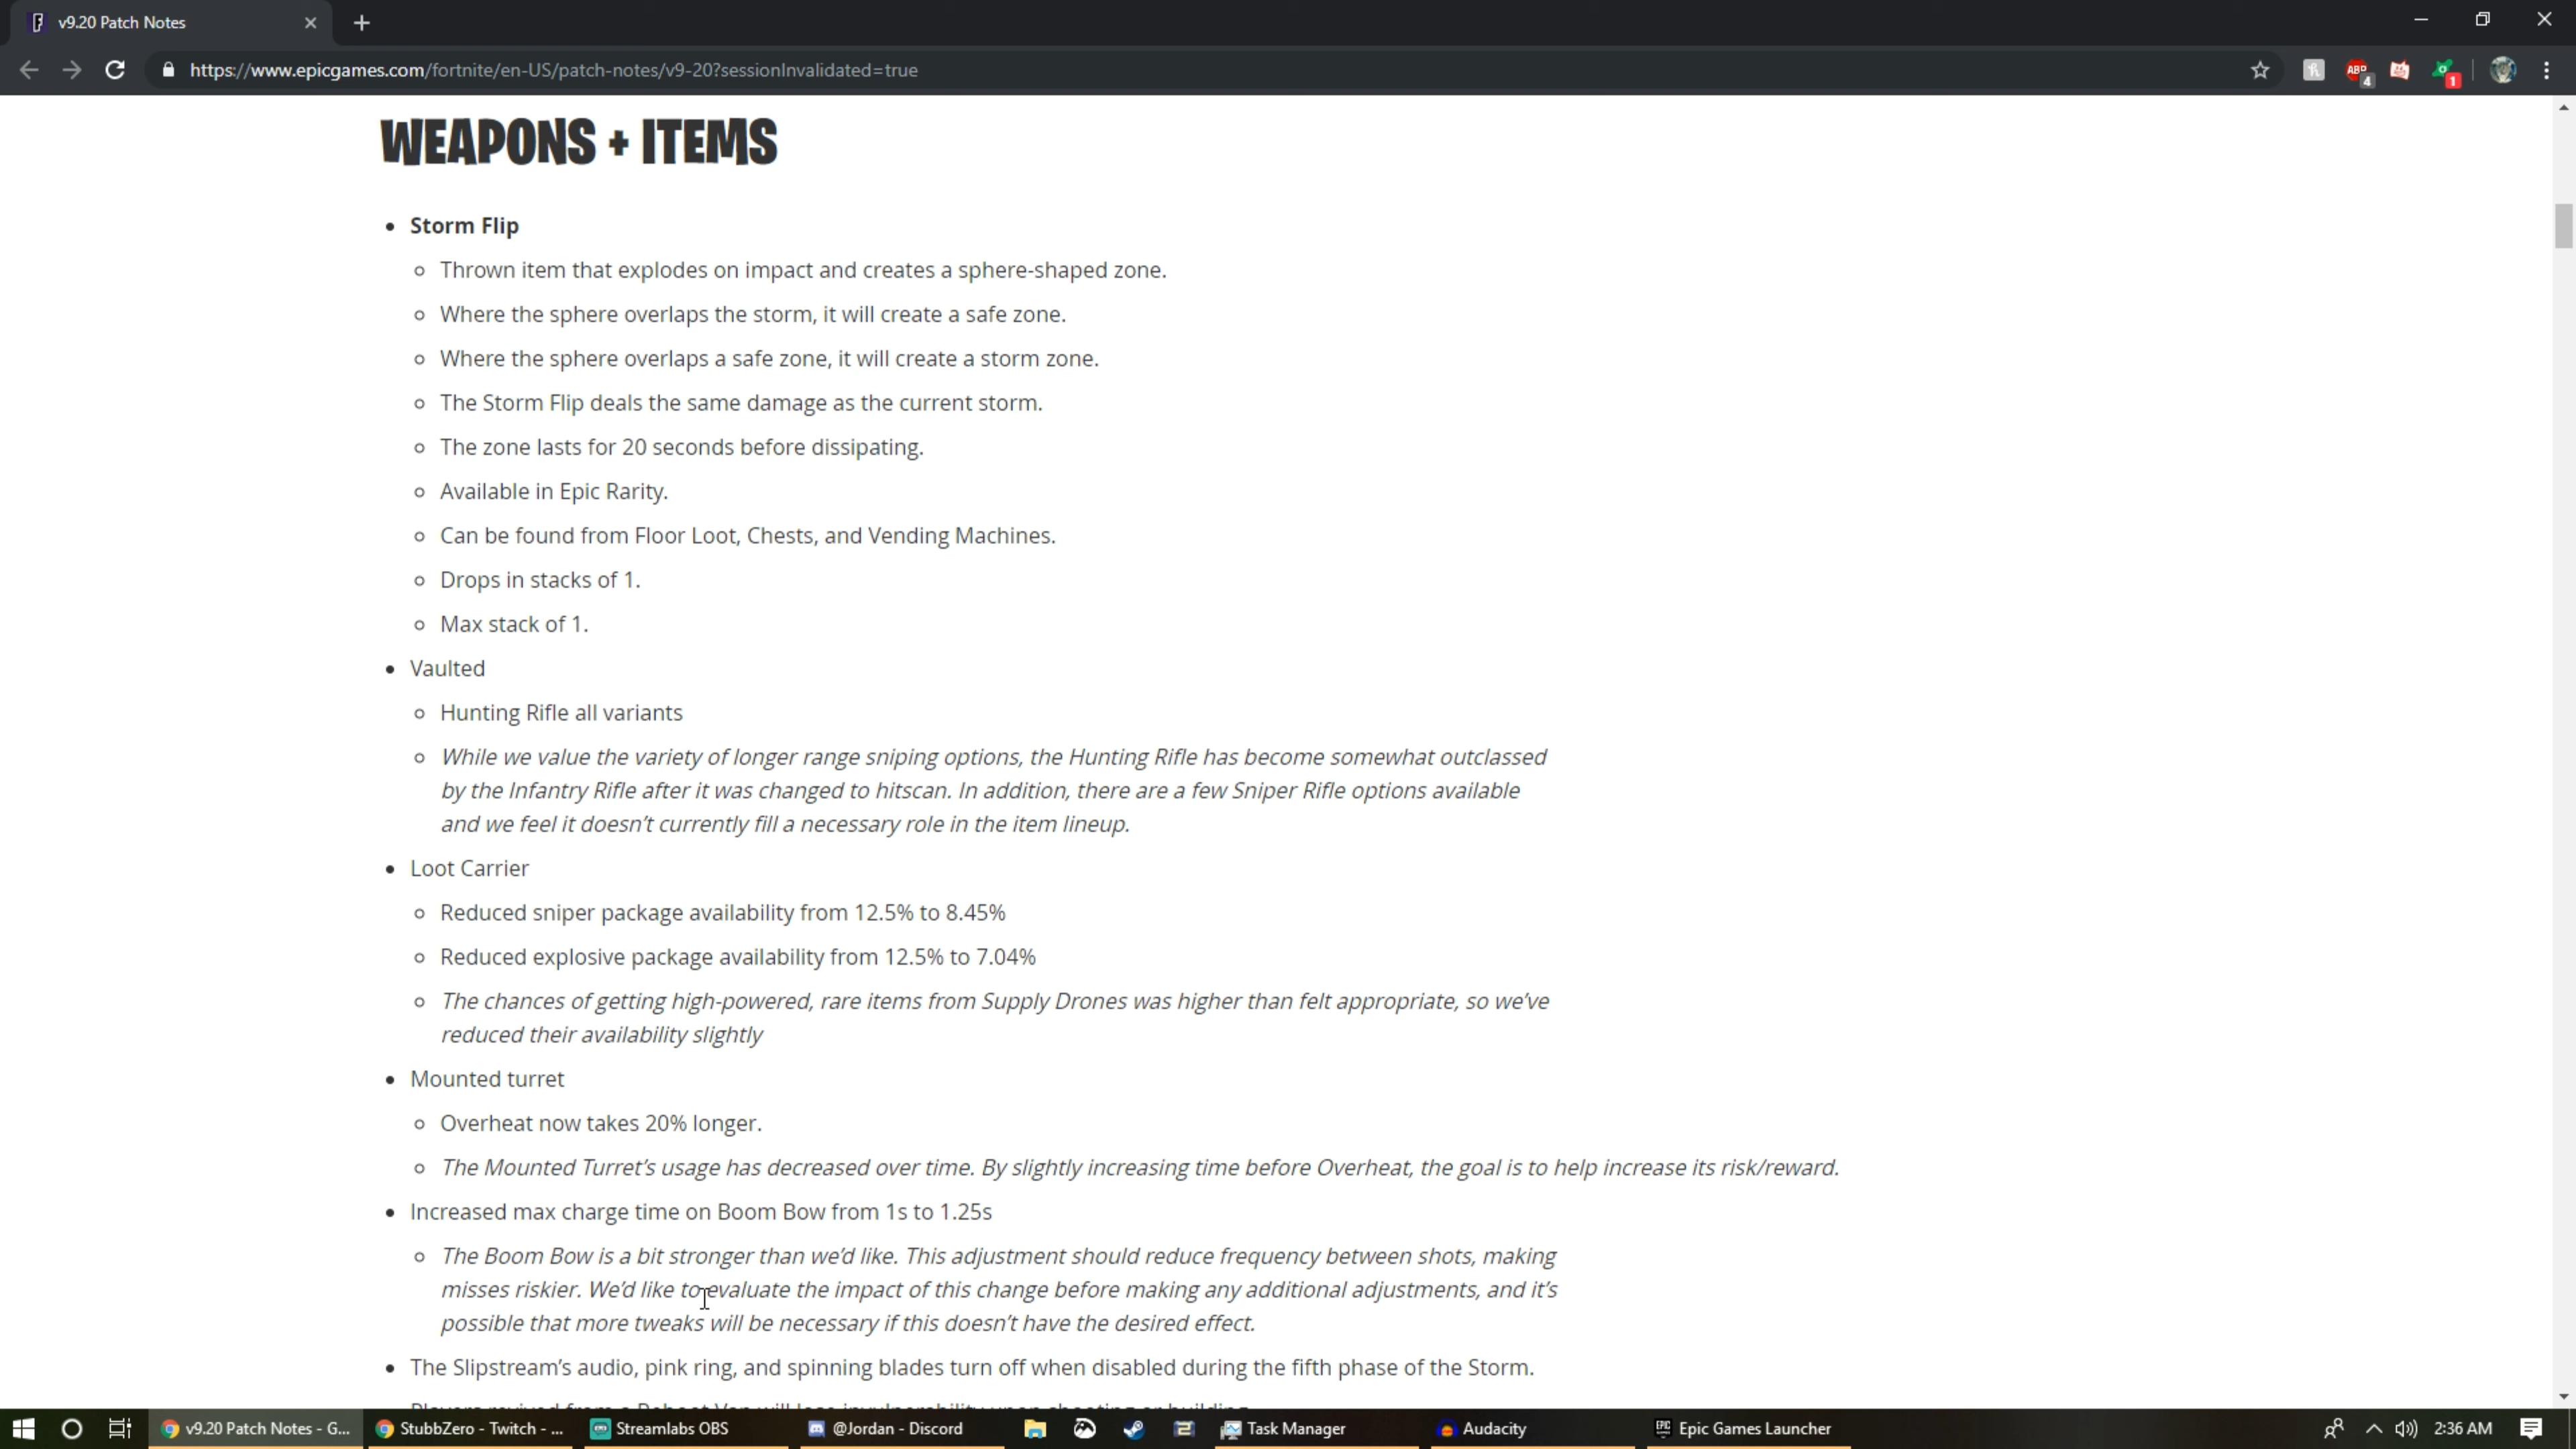 v9.20 Patch Notes
https://www.epicgames.com/fortnite/en-US/patch-notes/v9-20?sessionInvalidated=true
ABP
4
1
WEAPONS + ITEMS
Storm Flip
Thrown item that explodes on impact and creates a sphere-shaped zone.
Where the sphere overlaps the storm, it will create a safe zone.
Where the sphere overlaps a safe zone, it will create a storm zone.
The Storm Flip deals the same damage as the current storm.
The zone lasts for 20 seconds before dissipating.
Available in Epic Rarity.
Can be found from Floor Loot, Chests, and Vending Machines.
Drops in stacks of 1.
Max stack of 1.
Vaulted
Hunting Rifle all variants
While we value the variety of longer range sniping options, the Hunting Rifle has become somewhat outclassed
by the Infantry Rifle after it was changed to hitscan. In addition, there are a few Sniper Rifle options available
and we feel it doesn't currently fill a necessary role in the item lineup.
Loot Carrier
Reduced sniper package availability from 12.5% to 8.45%
Reduced explosive package availability from 12.5% to 7.04%
The chances of getting high-powered, rare items from Supply Drones was higher than felt appropriate, so we've
reduced their availability slightly
Mounted turret
Overheat now takes 20% longer.
The Mounted Turret's usage has decreased over time. By slightly increasing time before Overheat, the goal is to help increase its risk/reward.
Increased max charge time on Boom Bow from 1s to 1.25s
The Boom Bow is a bit stronger than we'd like. This adjustment should reduce frequency between shots, making
misses riskier. We'd like to evaluate the impact of this change before making any additional adjustments, and it's
possible that more tweaks will be necessary if this doesn't have the desired effect.
The Slipstream's audio, pink ring, and spinning blades turn off when disabled during the fifth phase of the Storm.
Players revived from a Reboot Van will lose invulnerability upon shooting or building.
v9.20 Patch Notes - G...
StubbZero - Twitch - ...
Streamlabs OBS
@Jordan - Discord
Task Manager
Audacity
Epic Games Launcher
2:36 AM